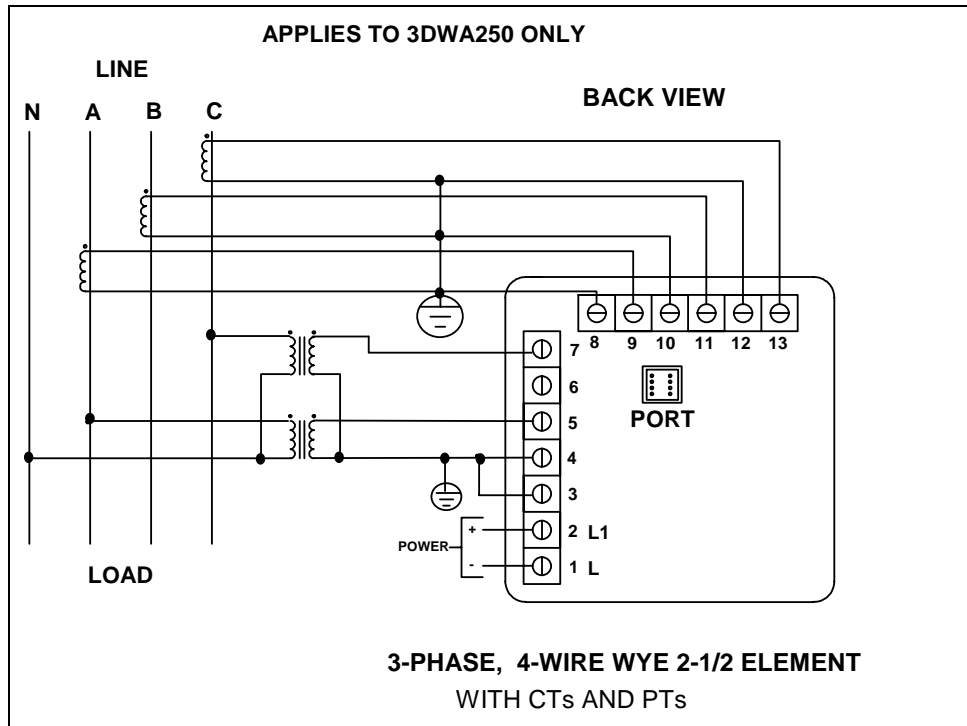 APPLIES TO 3DWA250 ONLY
LINE
BACK VIEW
N A B C
8 9 10 11 12 13
7
6
PORT
5
4
3
+ 2 L1
POWER
- 1 L
LOAD
3-PHASE, 4-WIRE WYE 2-1/2 ELEMENT
WITH CTs AND PTs